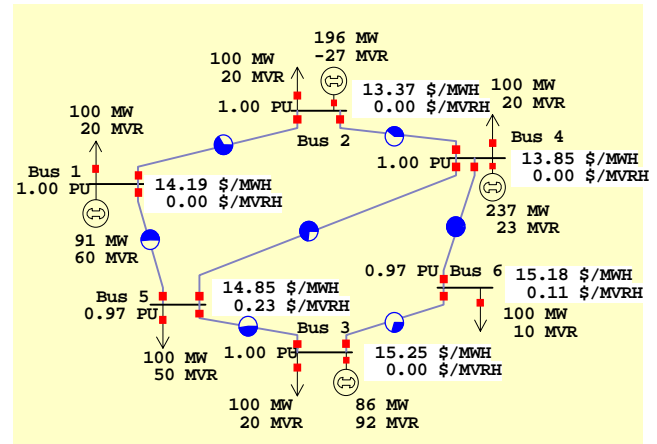 196 MW
-27 MVR
100 MW
20 MVR
13.37 $/MWH
0.00 $/MVRH
100 MW
20 MVR
1.00 PU
Bus 2
100 MW
20 MVR
Bus 4
1.00 PU
13.85 $/MWH
0.00 $/MVRH
Bus 1
1.00 PU
14.19 $/MWH
0.00 $/MVRH
237 MW
23 MVR
91 MW
60 MVR
0.97 PU
Bus 6
15.18 $/MWH
0.11 $/MVRH
14.85 $/MWH
0.23 $/MVRH
Bus 5
0.97 PU
100 MW
10 MVR
Bus 3
1.00 PU
15.25 $/MWH
0.00 $/MVRH
100 MW
50 MVR
100 MW
20 MVR
86 MW
92 MVR